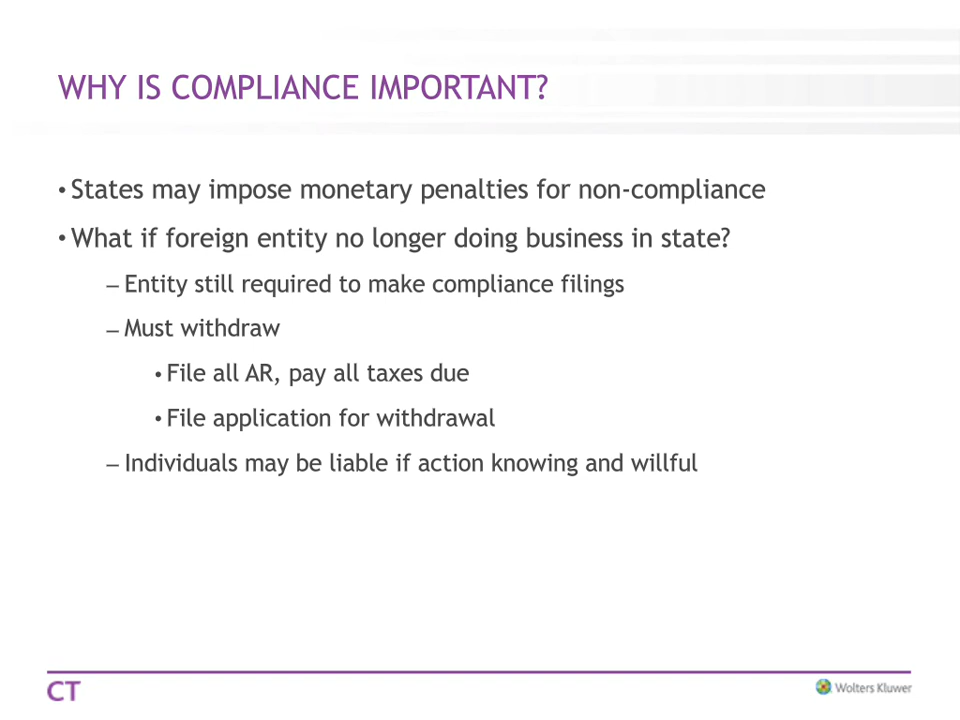 WHY IS COMPLIANCE IMPORTANT?
• States may impose monetary penalties for non-compliance
• What if foreign entity no longer doing business in state?
– Entity still required to make compliance filings
– Must withdraw
• File all AR, pay all taxes due
• File application for withdrawal
– Individuals may be liable if action knowing and willful
CT
Wolters Kluwer